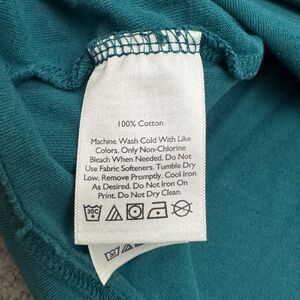 100% Cotton
Machine Wash Cold With Like
Colors. Only Non-Chlorine
Bleach When Needed. Do Not
Use Fabric Softeners. Tumble Dry
Low, Remove Promptly. Cool Iron
As Desired. Do Not Iron On
Print. Do Not Dry Clean.
30C